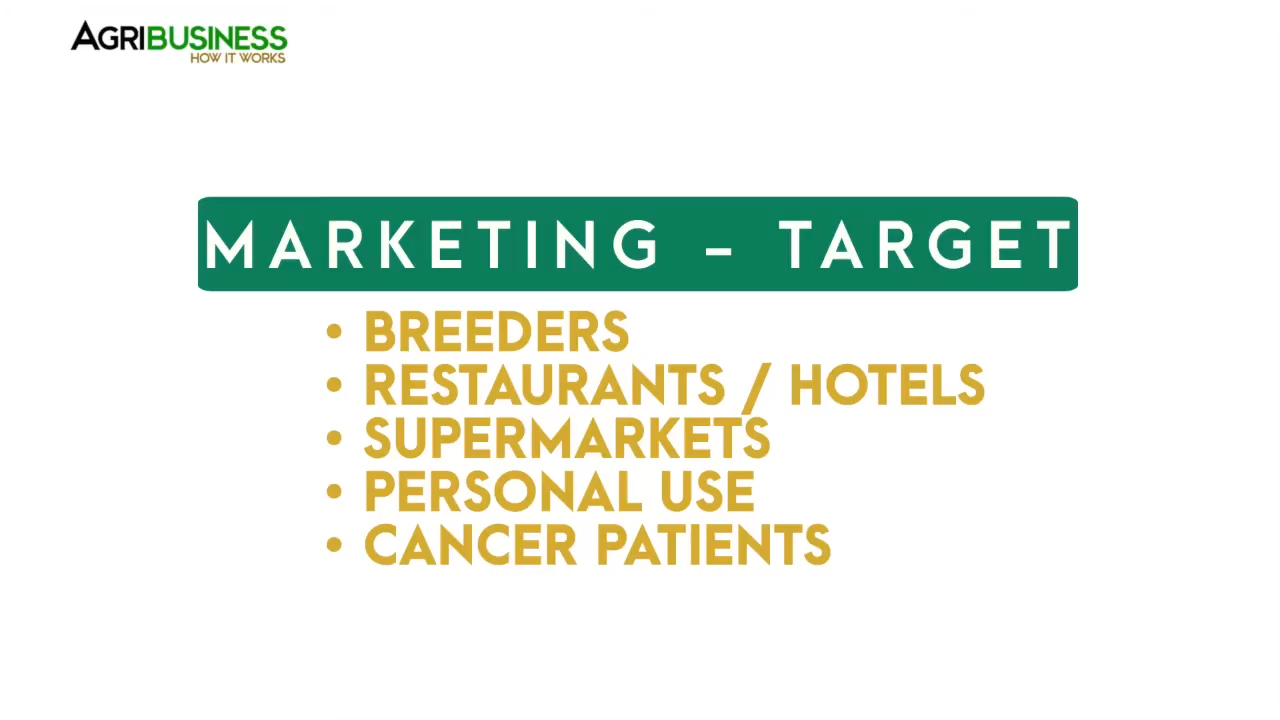 AGRIBUSINESS
HOW IT WORKS
MARKETING – TARGET
• BREEDERS
• RESTAURANTS / HOTELS
• SUPERMARKETS
• PERSONAL USE
• CANCER PATIENTS